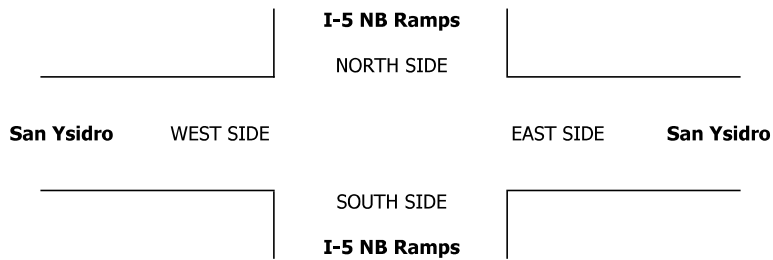 I-5 NB Ramps
NORTH SIDE
San Ysidro WEST SIDE EAST SIDE San Ysidro
SOUTH SIDE
I-5 NB Ramps